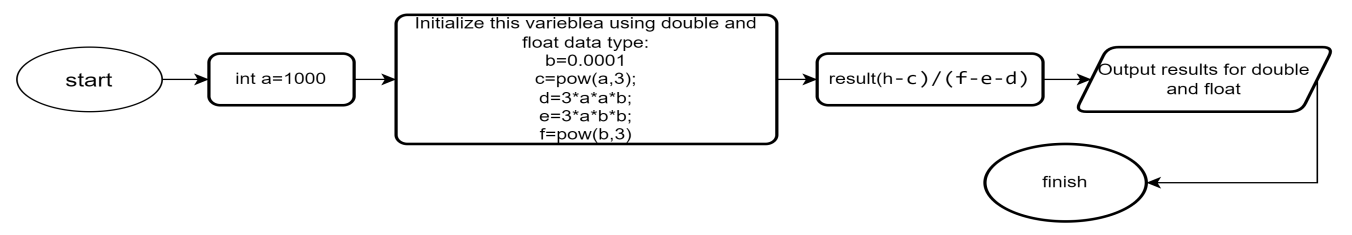 start
int a=1000
Initialize this varieblea using double and
float data type:
b=0.0001
c=pow(a,3);
d=3*a*a*b;
e=3*a*b*b;
f=pow(b,3)
result(h-c)/(f-e-d)
Output results for double
and float
finish